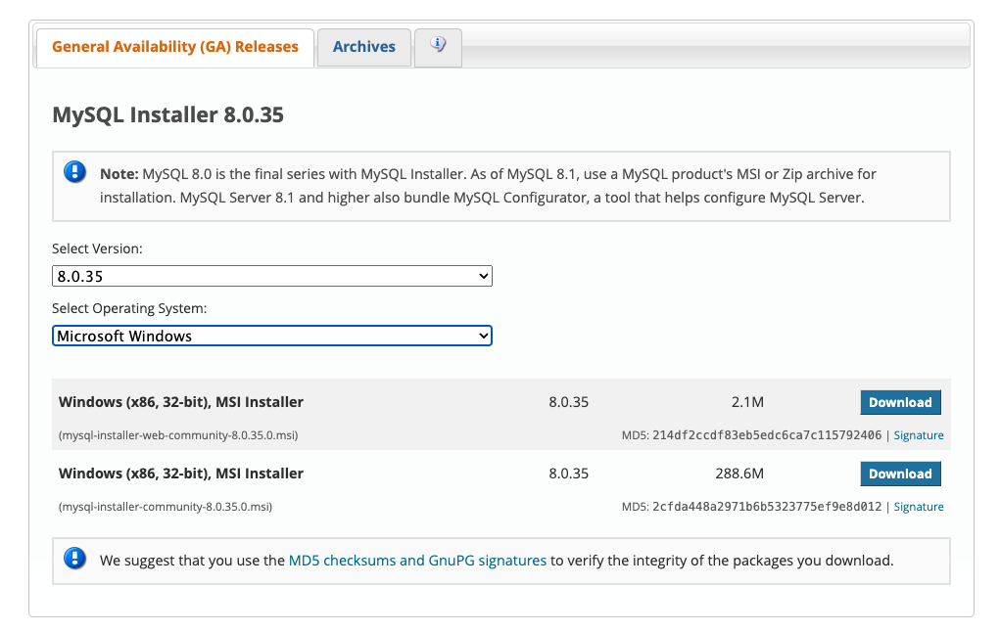 General Availability (GA) Releases
Archives
MySQL Installer 8.0.35
Note: MySQL 8.0 is the final series with MySQL Installer. As of MySQL 8.1, use a MySQL product's MSI or Zip archive for
installation. MySQL Server 8.1 and higher also bundle MySQL Configurator, a tool that helps configure MySQL Server.
Select Version:
8.0.35
Select Operating System:
Microsoft Windows
Windows (x86, 32-bit), MSI Installer 8.0.35 2.1M Download
(mysql-installer-web-community-8.0.35.0.msi) MD5: 214df2ccdf83eb5edc6ca7c115792406 | Signature
Windows (x86, 32-bit), MSI Installer 8.0.35 288.6M Download
(mysql-installer-community-8.0.35.0.msi) MD5: 2cfda448a2971b6b5323775ef9e8d012 | Signature
We suggest that you use the MD5 checksums and GnuPG signatures to verify the integrity of the packages you download.